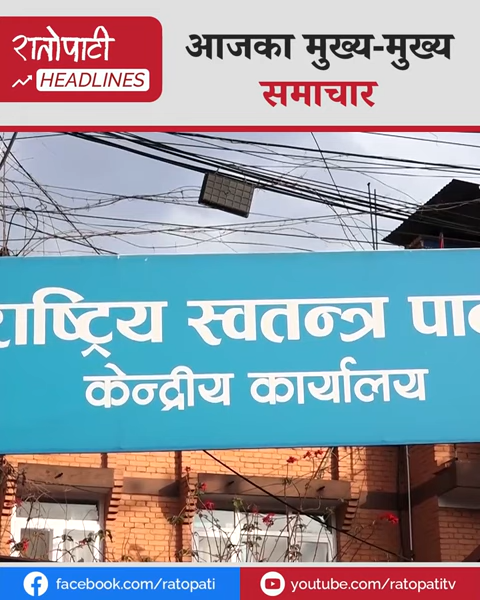 रातोपाटी
HEADLINES
आजका मुख्य-मुख्य
समाचार
राष्ट्रिय स्वतन्त्र पा
केन्द्रीय कार्यालय
facebook.com/ratopati
youtube.com/ratopatitv